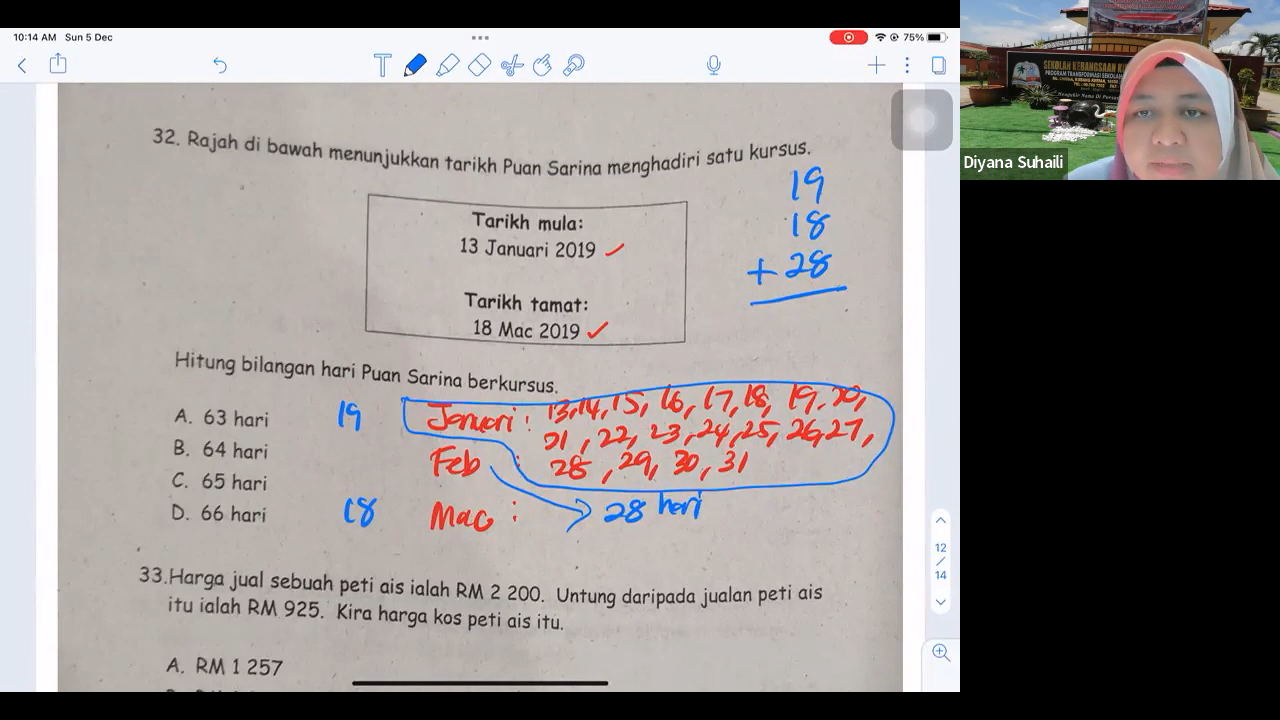 10:14 AM Sun 5 Dec
75%
32. Rajah di bawah menunjukkan tarikh Puan Sarina menghadiri satu kursus.
Tarikh mula:
13 Januari 2019
Tarikh tamat:
18 Mac 2019
19
18
+ 28
Hitung bilangan hari Puan Sarina berkursus.
A. 63 hari
B. 64 hari
C. 65 hari
D. 66 hari
19
18
Januari : 13, 14, 15, 16, 17, 18, 19, 20,
21, 22, 23, 24, 25, 26, 27,
28, 29, 30, 31
Feb :
28 hari
Mac :
33. Harga jual sebuah peti ais ialah RM 2 200. Untung daripada jualan peti ais
itu ialah RM 925. Kira harga kos peti ais itu.
A. RM 1 257
12
/
14
SEKOLAH KEBANGSAAN
PROGRAM TRANSFORMASI SEKOLAH
Diyana Suhaili